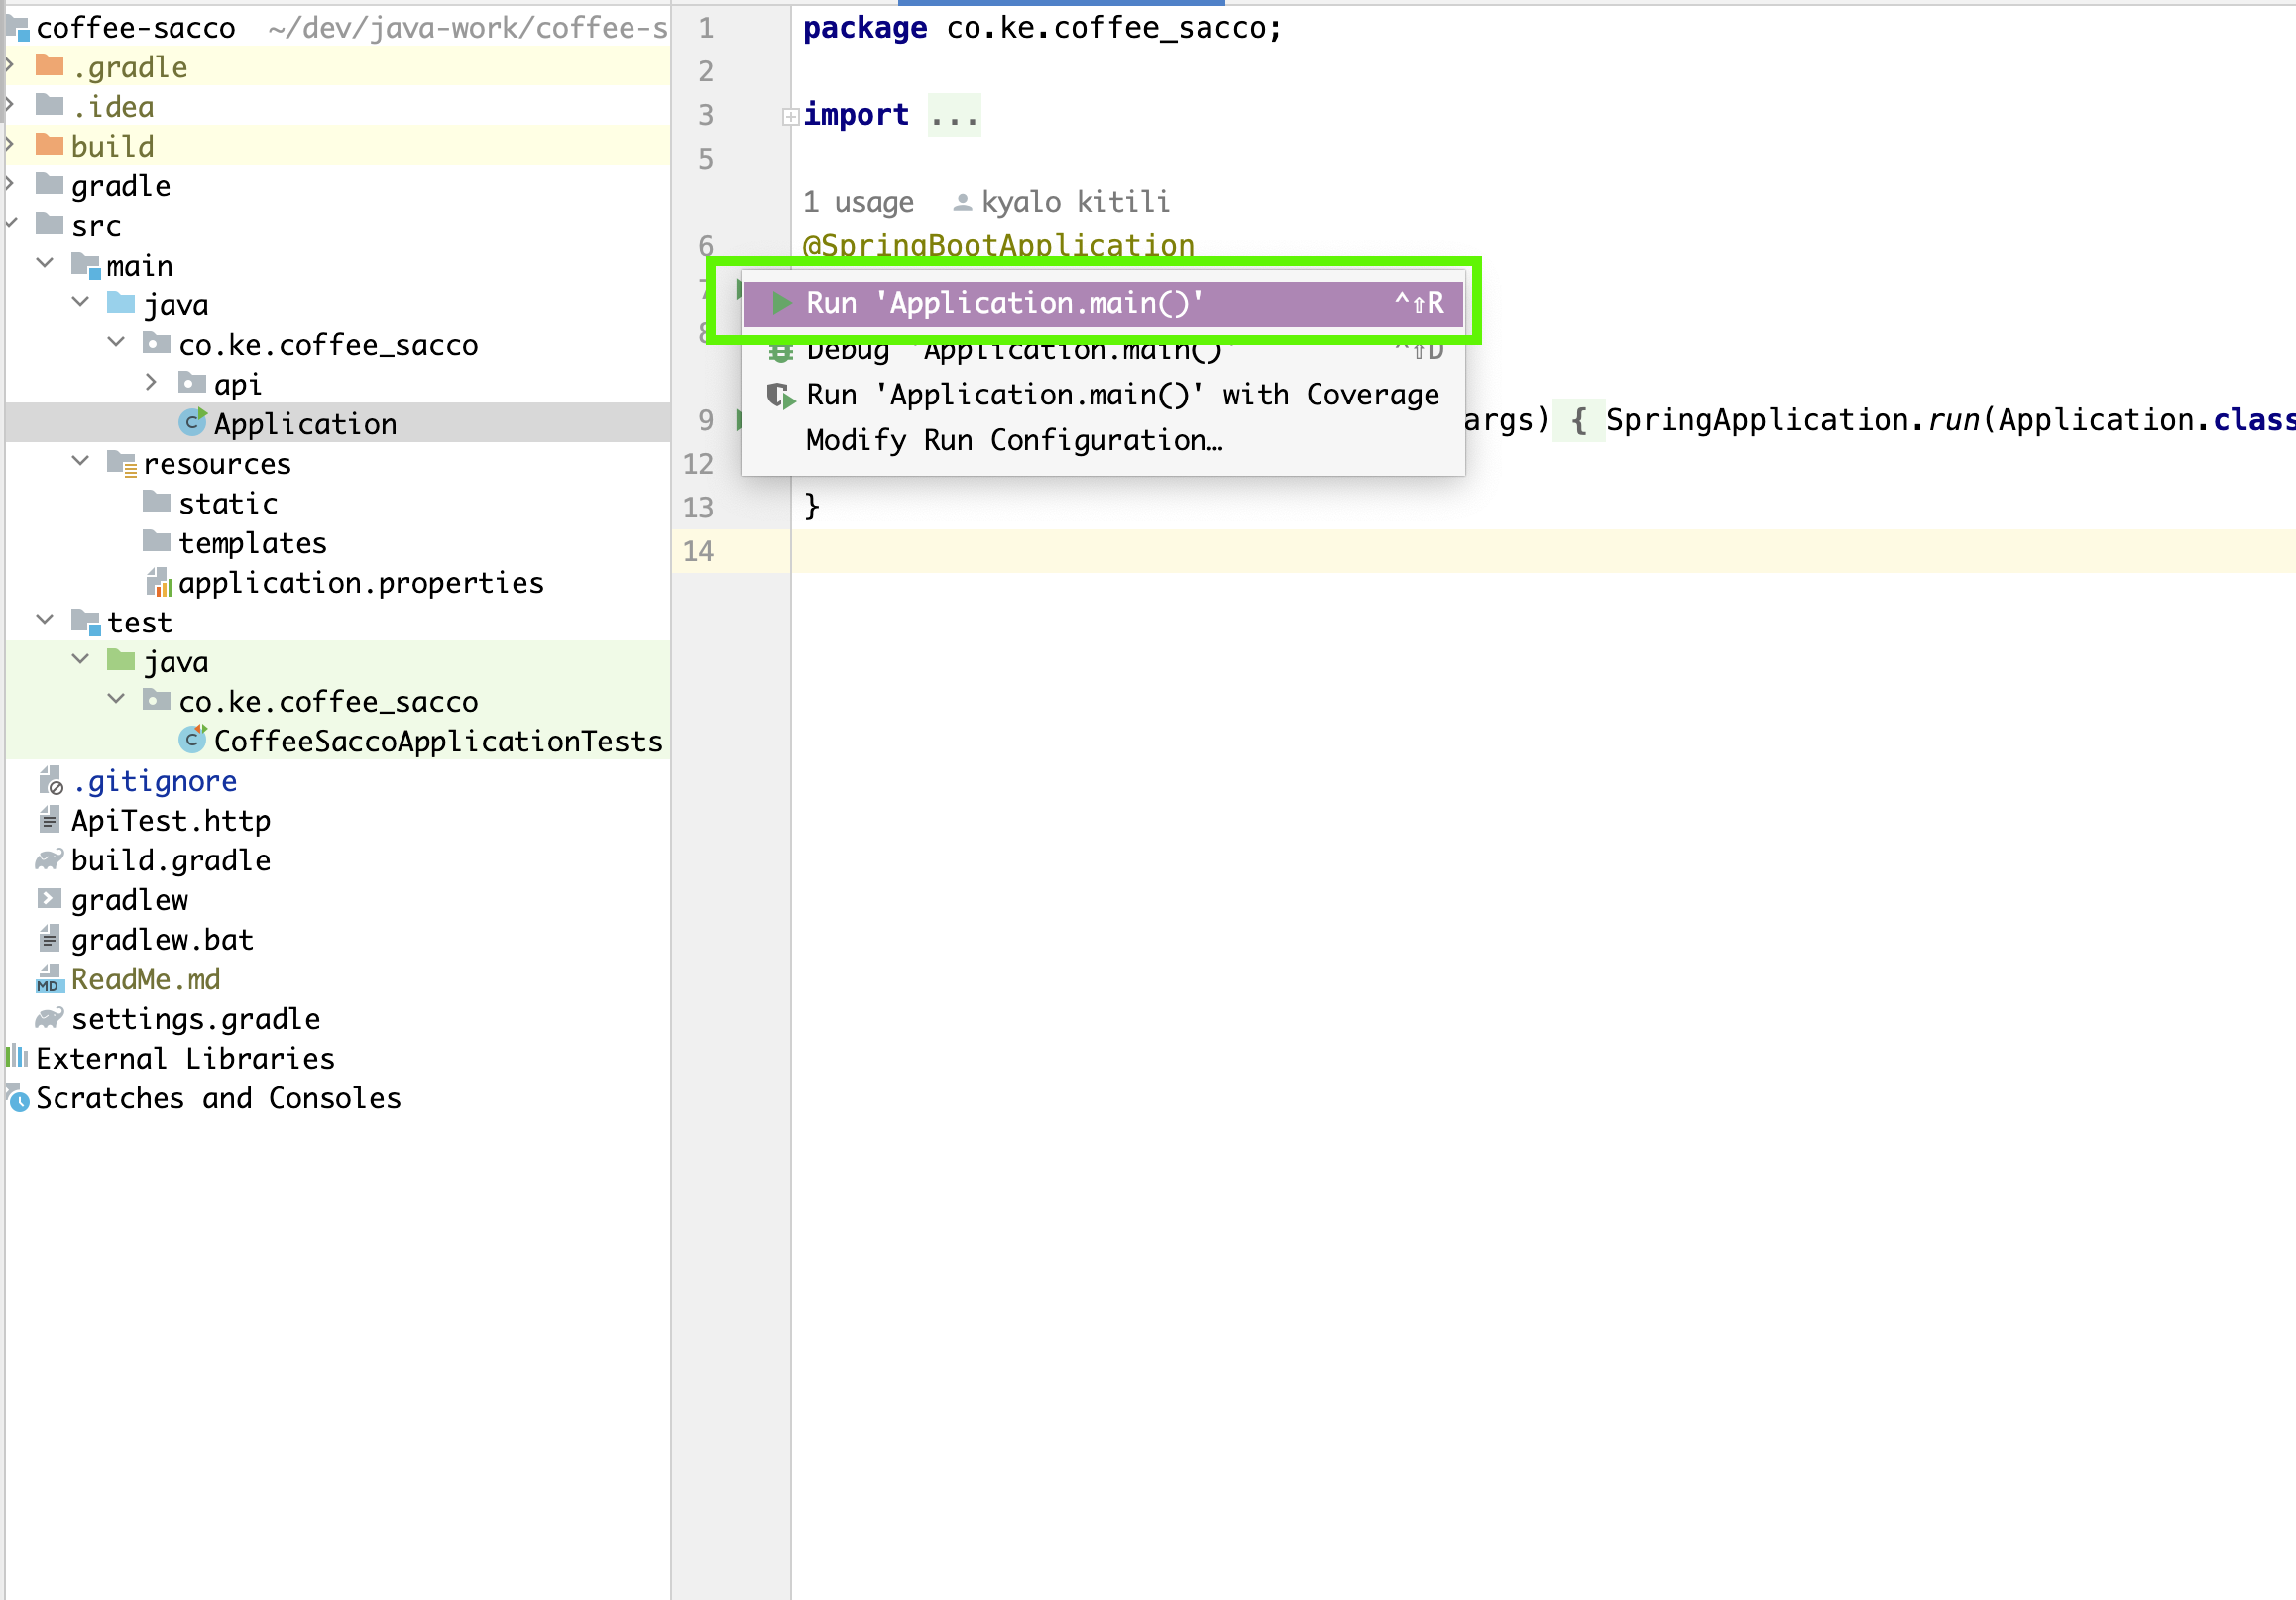 coffee-sacco ~/dev/java-work/coffee-s
.gradle
.idea
build
gradle
src
main
java
co.ke.coffee_sacco
api
Application
resources
static
templates
application.properties
test
java
co.ke.coffee_sacco
CoffeeSaccoApplicationTests
.gitignore
ApiTest.http
build.gradle
gradlew
gradlew.bat
MD ReadMe.md
settings.gradle
External Libraries
Scratches and Consoles
1 package co.ke.coffee_sacco;
2
3 import ...
5
1 usage kyalo kitili
6 @SpringBootApplication
7
Run 'Application.main()' ^⇧R
8
Debug 'Application.main()' ^⇧D
Run 'Application.main()' with Coverage
9 args) { SpringApplication.run(Application.class
Modify Run Configuration…
12
13 }
14